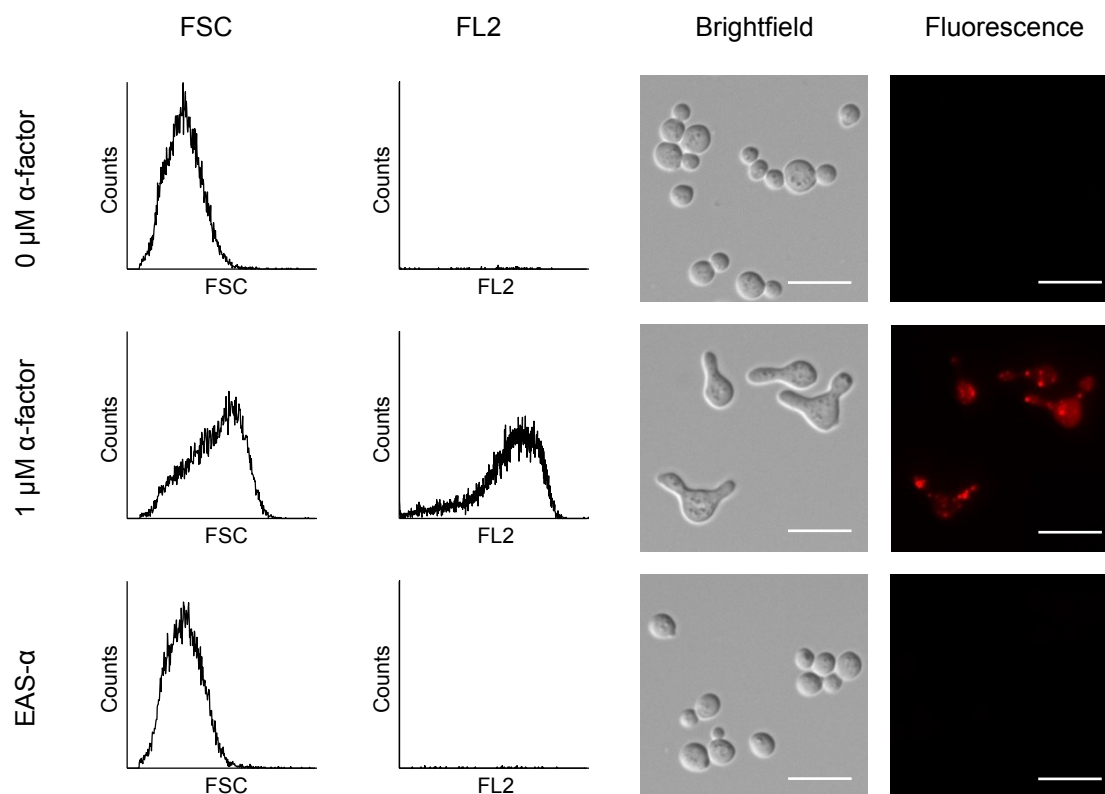 FSC FL2 Brightfield Fluorescence
0 µM α-factor
Counts
FSC
Counts
FL2
1 µM α-factor
Counts
FSC
Counts
FL2
EAS-α
Counts
FSC
Counts
FL2